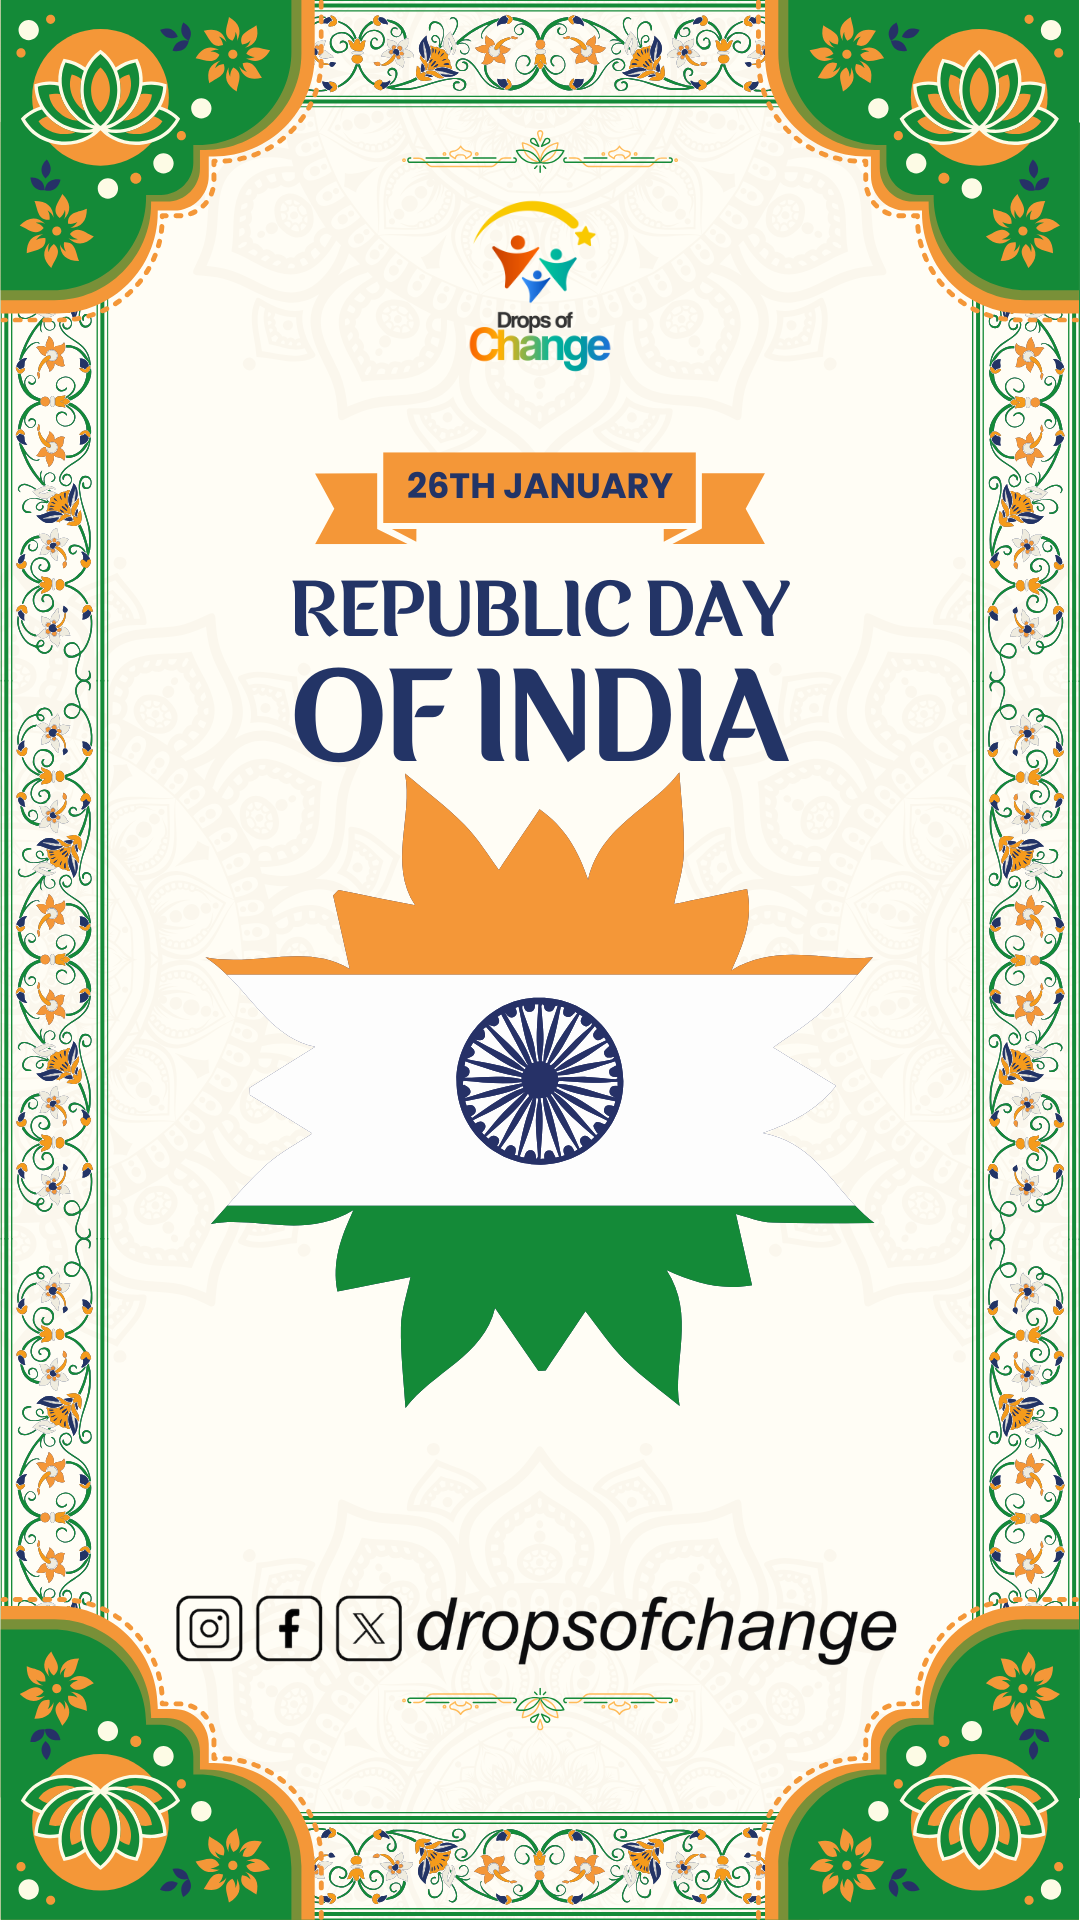 Drops of
Change
26TH JANUARY
REPUBLIC DAY
OF INDIA
dropsofchange